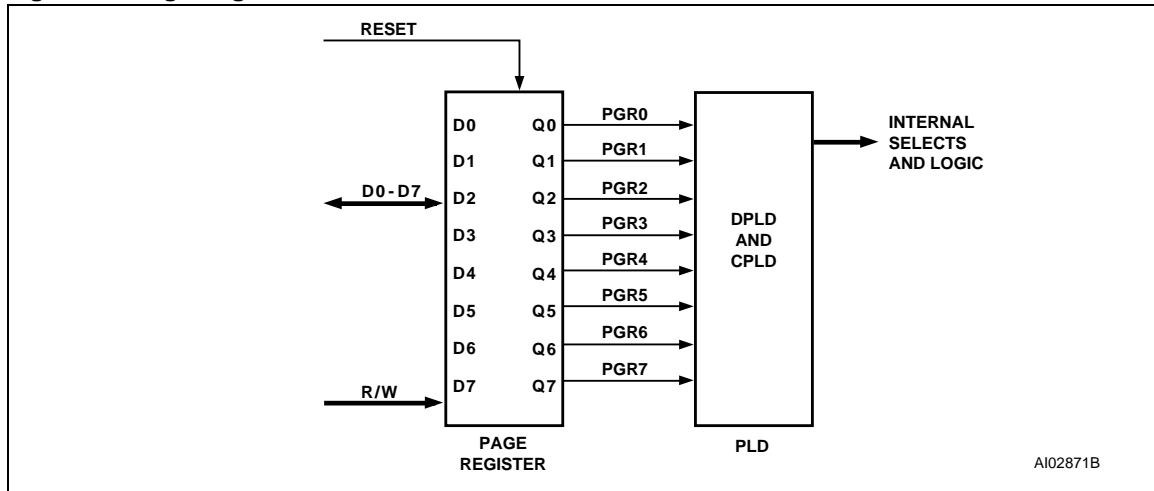 RESET
D0 Q0 PGR0
D1 Q1 PGR1
D0-D7 D2 Q2 PGR2
D3 Q3 PGR3
D4 Q4 PGR4
D5 Q5 PGR5
D6 Q6 PGR6
R/W D7 Q7 PGR7
DPLD
AND
CPLD
INTERNAL
SELECTS
AND LOGIC
PAGE
REGISTER
PLD
AI02871B